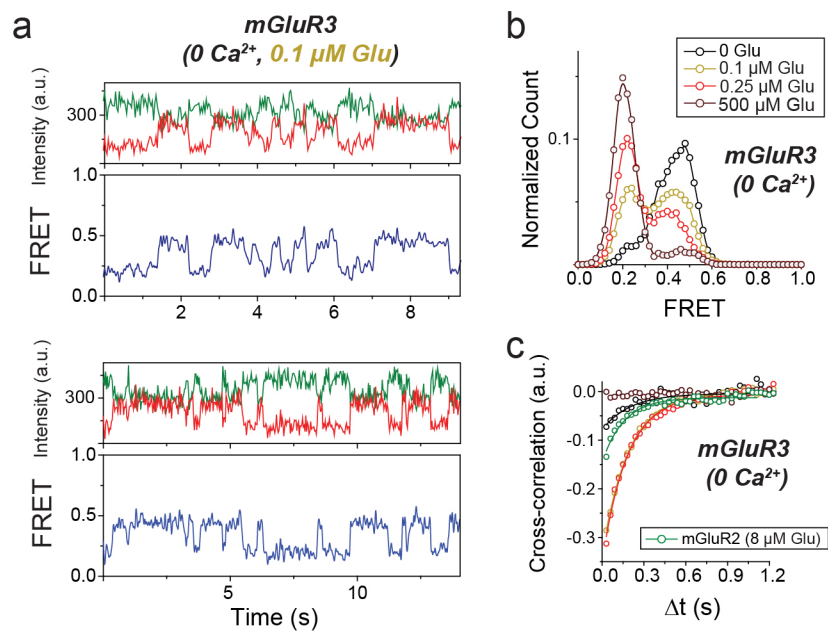 a
mGluR3
(0 Ca²⁺, 0.1 µM Glu)
Intensity (a.u.)
300
FRET
1.0
0.5
0.0
2 4 6 8
Intensity (a.u.)
300
FRET
1.0
0.5
0.0
5 10
Time (s)
b
Normalized Count
0.1
0 Glu
0.1 µM Glu
0.25 µM Glu
500 µM Glu
mGluR3
(0 Ca²⁺)
0.0 0.2 0.4 0.6 0.8 1.0
FRET
c
Cross-correlation (a.u.)
0.0
-0.1
-0.2
-0.3
mGluR3
(0 Ca²⁺)
mGluR2 (8 µM Glu)
0.0 0.3 0.6 0.9 1.2
Δt (s)